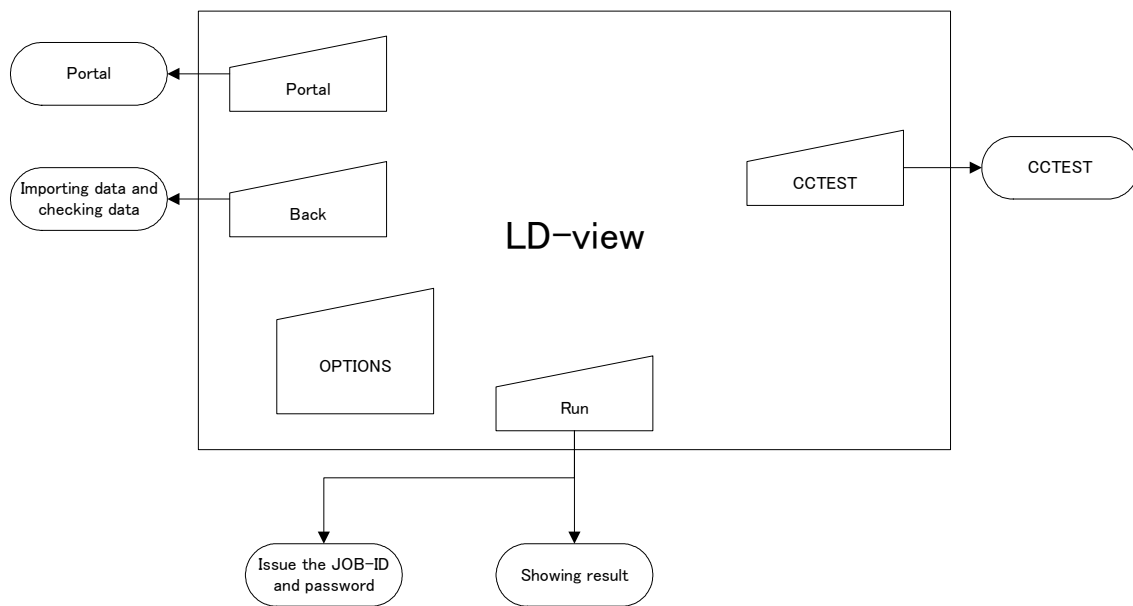 Portal
Portal
Importing data and
checking data
Back
CCTEST
CCTEST
LD-view
OPTIONS
Run
Issue the JOB-ID
and password
Showing result